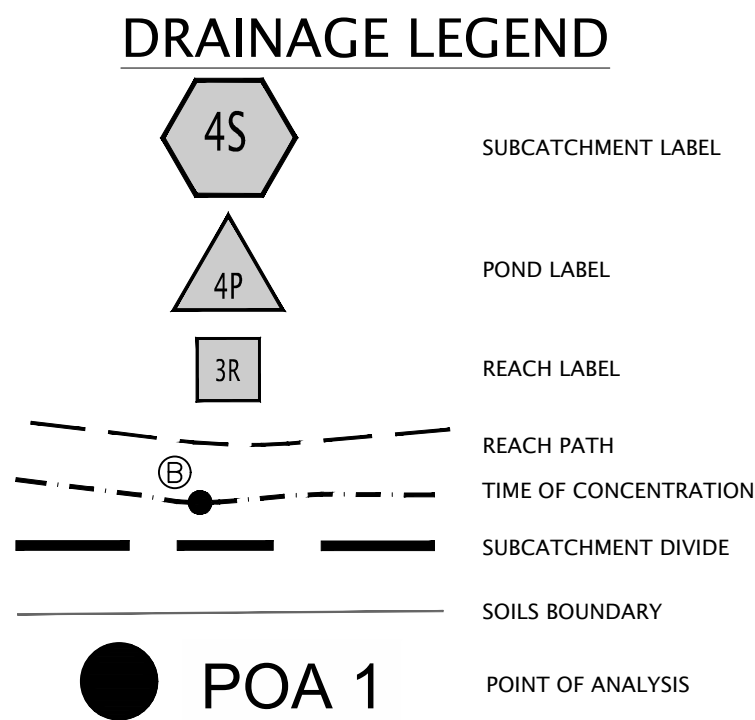 DRAINAGE LEGEND
4S SUBCATCHMENT LABEL
4P POND LABEL
3R REACH LABEL
REACH PATH
B TIME OF CONCENTRATION
SUBCATCHMENT DIVIDE
SOILS BOUNDARY
POA 1 POINT OF ANALYSIS